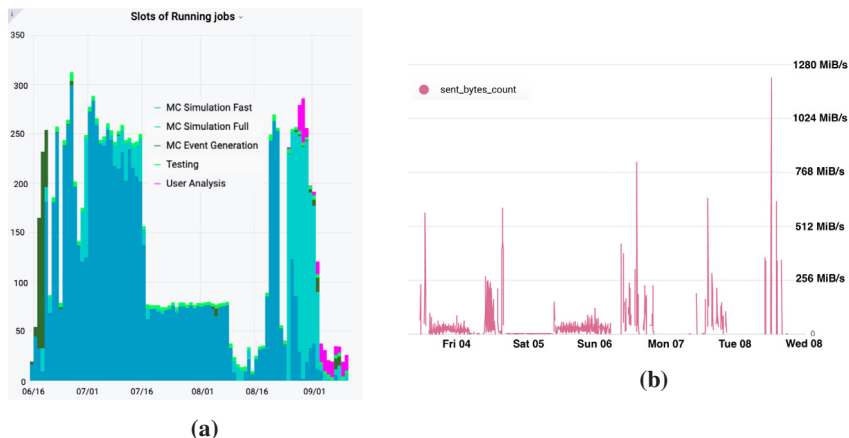 Slots of Running jobs
350
300
250
200
150
100
50
0
MC Simulation Fast
MC Simulation Full
MC Event Generation
Testing
User Analysis
06/16 07/01 07/16 08/01 08/16 09/01
(a)
sent_bytes_count
1280 MiB/s
1024 MiB/s
768 MiB/s
512 MiB/s
256 MiB/s
0
Fri 04 Sat 05 Sun 06 Mon 07 Tue 08 Wed 08
(b)